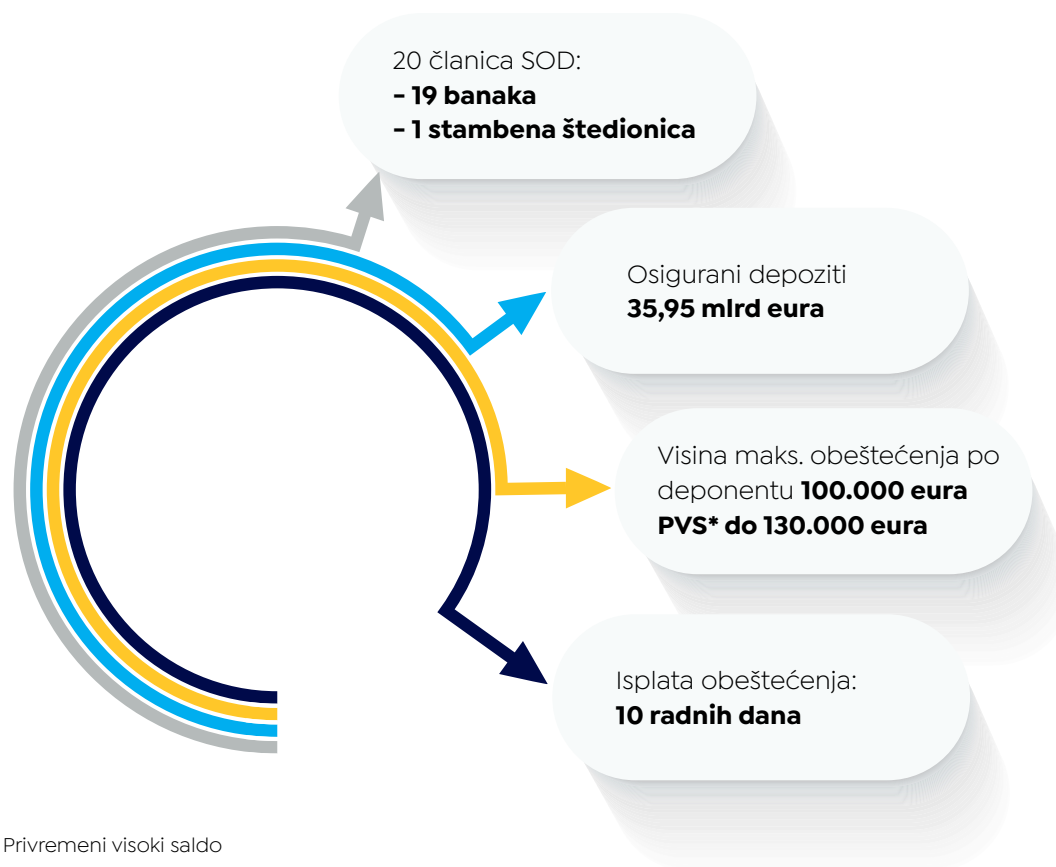 20 članica SOD:
- 19 banaka
- 1 stambena štedionica
Osigurani depoziti
35,95 mlrd eura
Visina maks. obeštećenja po
deponentu 100.000 eura
PVS* do 130.000 eura
Isplata obeštećenja:
10 radnih dana
Privremeni visoki saldo